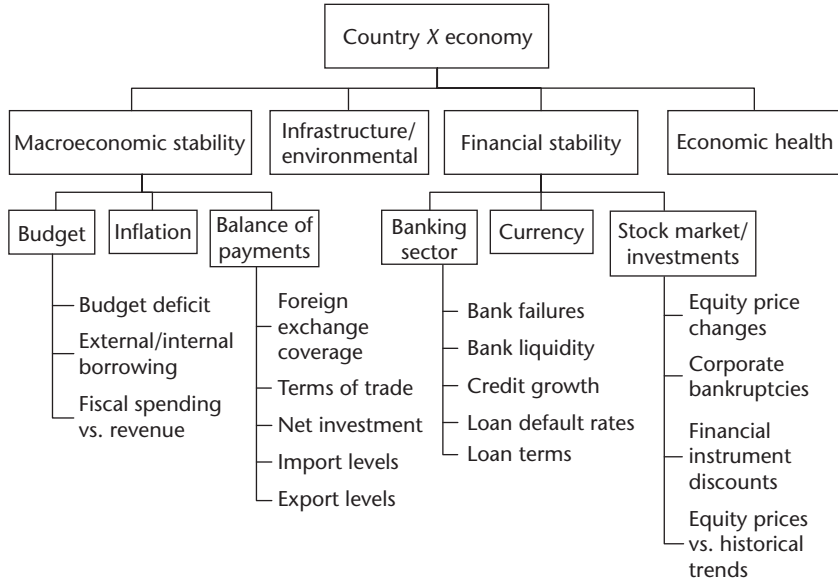 Country X economy
Macroeconomic stability
Infrastructure/
environmental
Financial stability
Economic health
Budget
Inflation
Balance of
payments
Banking
sector
Currency
Stock market/
investments
Budget deficit
External/internal
borrowing
Fiscal spending
vs. revenue
Foreign
exchange
coverage
Terms of trade
Net investment
Import levels
Export levels
Bank failures
Bank liquidity
Credit growth
Loan default rates
Loan terms
Equity price
changes
Corporate
bankruptcies
Financial
instrument
discounts
Equity prices
vs. historical
trends